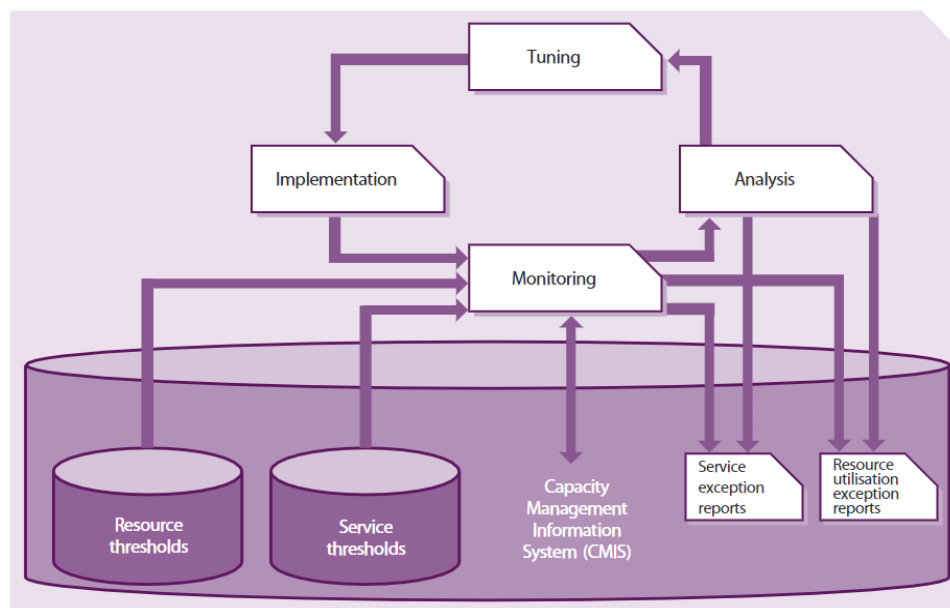 Tuning
Implementation
Analysis
Monitoring
Resource
thresholds
Service
thresholds
Capacity
Management
Information
System (CMIS)
Service
exception
reports
Resource
utilisation
exception
reports